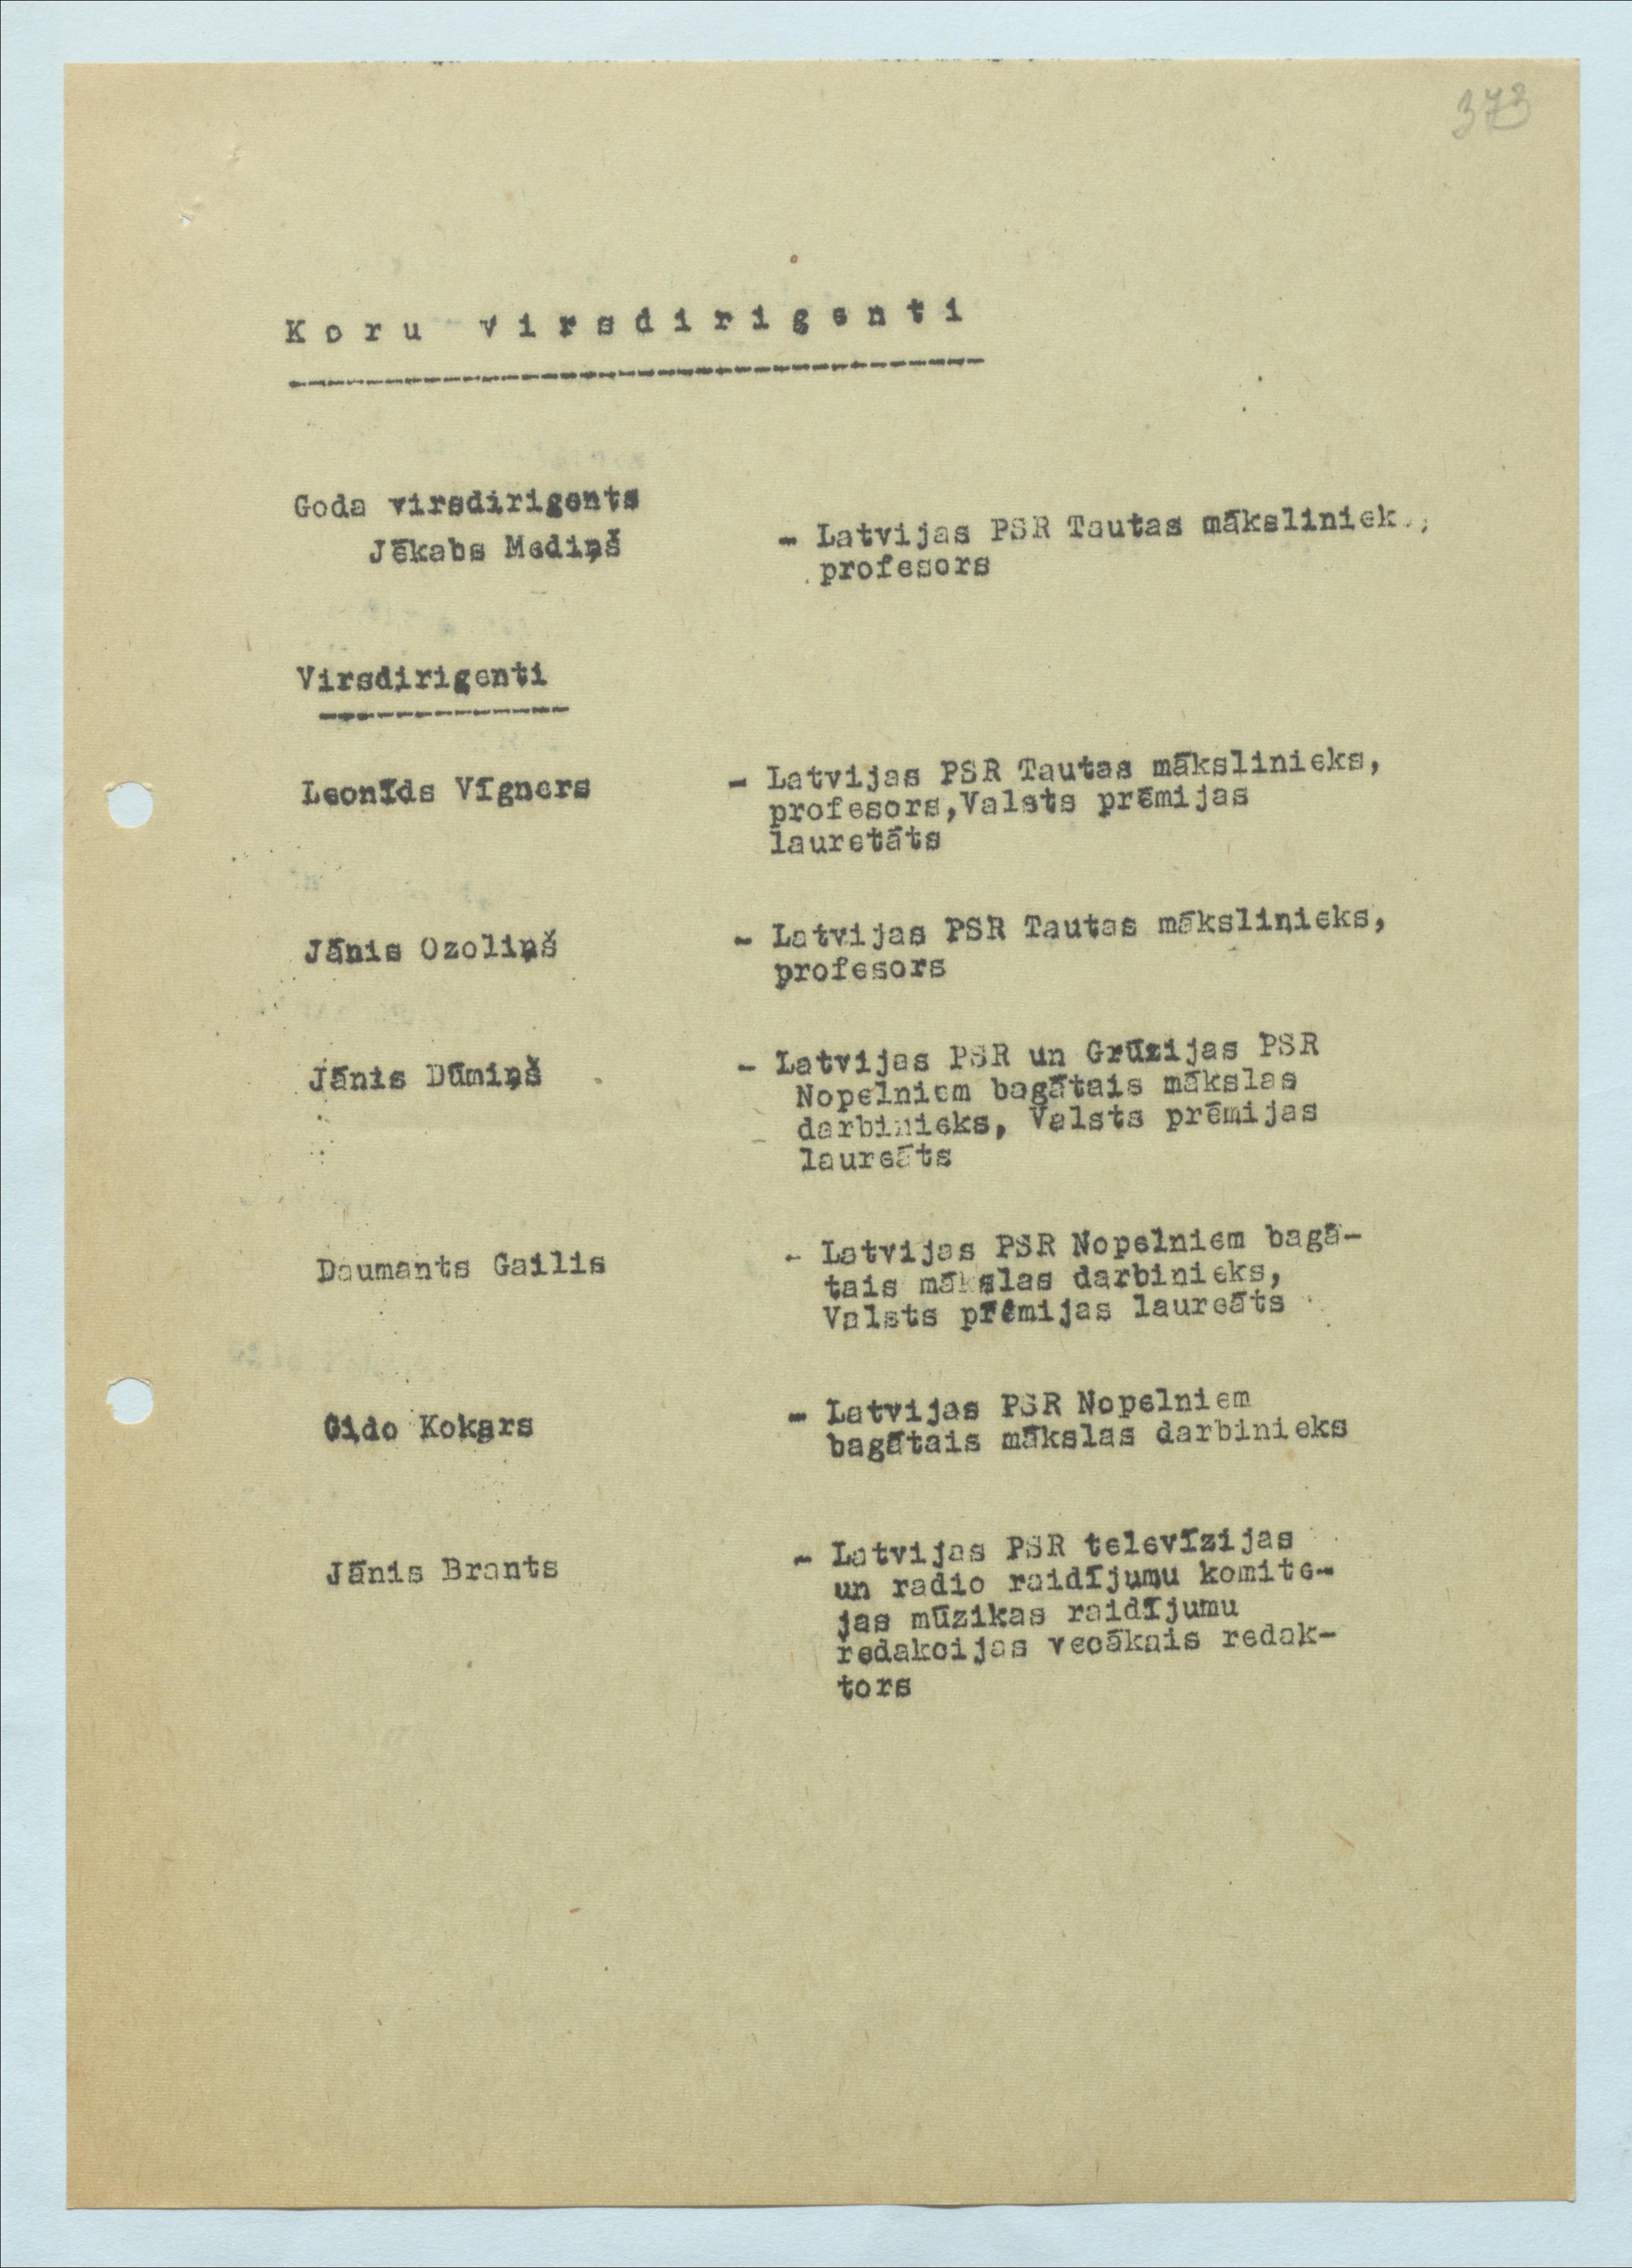 373
Koru virsdirigenti
Goda virsdirigents
Jēkabs Mediņš - Latvijas PSR Tautas mākslinieks,
profesors
Virsdirigenti
Leonīds Vīgners - Latvijas PSR Tautas mākslinieks,
profesors,Valsts prēmijas
lauretāts
Jānis Ozoliņš - Latvijas PSR Tautas mākslinieks,
profesors
Jānis Dūmiņš - Latvijas PSR un Grūzijas PSR
Nopelniem bagātais mākslas
darbinieks, Valsts prēmijas
laureāts
Daumants Gailis - Latvijas PSR Nopelniem bagā-
tais mākslas darbinieks,
Valsts prēmijas laureāts
Gido Kokars - Latvijas PSR Nopelniem
bagātais mākslas darbinieks
Jānis Brants - Latvijas PSR televīzijas
un radio raidījumu komite-
jas mūzikas raidījumu
redakcijas vecākais redak-
tors